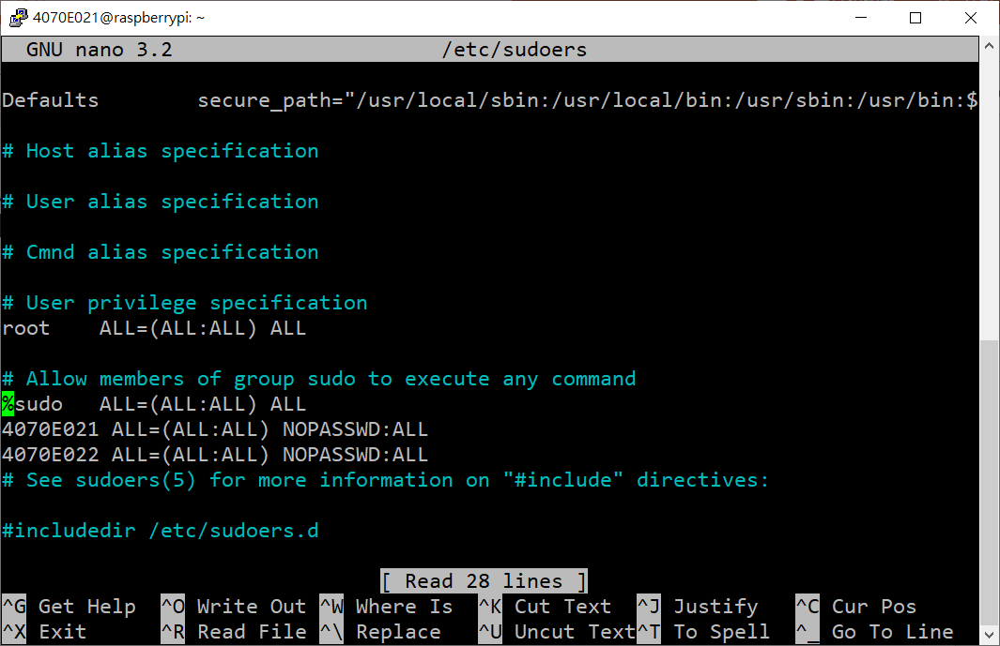 4070E021@raspberrypi: ~
GNU nano 3.2 /etc/sudoers
Defaults secure_path="/usr/local/sbin:/usr/local/bin:/usr/sbin:/usr/bin:$
# Host alias specification
# User alias specification
# Cmnd alias specification
# User privilege specification
root ALL=(ALL:ALL) ALL
# Allow members of group sudo to execute any command
%sudo ALL=(ALL:ALL) ALL
4070E021 ALL=(ALL:ALL) NOPASSWD:ALL
4070E022 ALL=(ALL:ALL) NOPASSWD:ALL
# See sudoers(5) for more information on "#include" directives:
#includedir /etc/sudoers.d
[ Read 28 lines ]
^G Get Help ^O Write Out ^W Where Is ^K Cut Text ^J Justify ^C Cur Pos
^X Exit ^R Read File ^\ Replace ^U Uncut Text ^T To Spell ^_ Go To Line